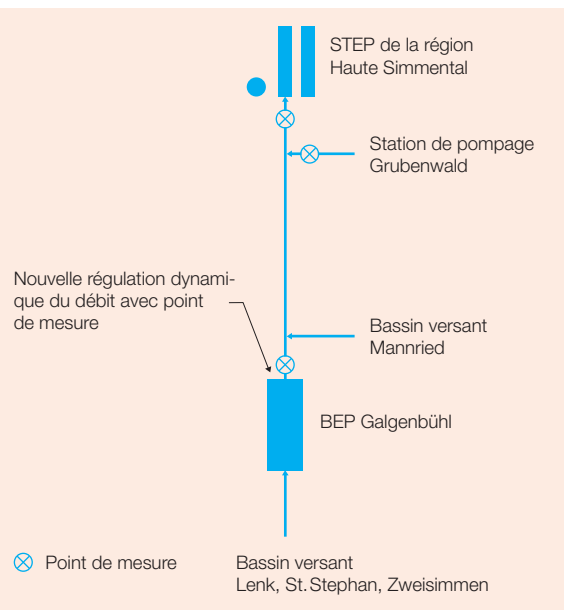 STEP de la région
Haute Simmental
Station de pompage
Grubenwald
Nouvelle régulation dynami-
que du débit avec point
de mesure
Bassin versant
Mannried
BEP Galgenbühl
Point de mesure
Bassin versant
Lenk, St. Stephan, Zweisimmen